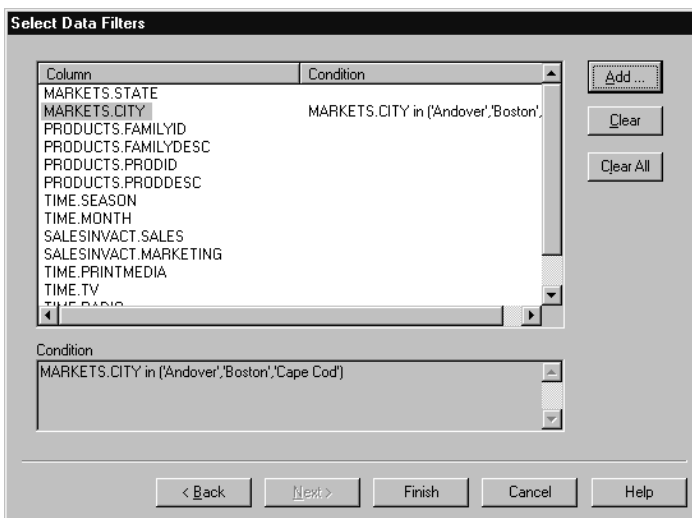 Select Data Filters
Column Condition
Add ...
MARKETS.STATE
MARKETS.CITY MARKETS.CITY in ('Andover','Boston',
Clear
PRODUCTS.FAMILYID
PRODUCTS.FAMILYDESC
PRODUCTS.PRODID
Clear All
PRODUCTS.PRODDESC
TIME.SEASON
TIME.MONTH
SALESINVACT.SALES
SALESINVACT.MARKETING
TIME.PRINTMEDIA
TIME.TV
TIME.RADIO
Condition
MARKETS.CITY in ('Andover','Boston','Cape Cod')
< Back Next > Finish Cancel Help